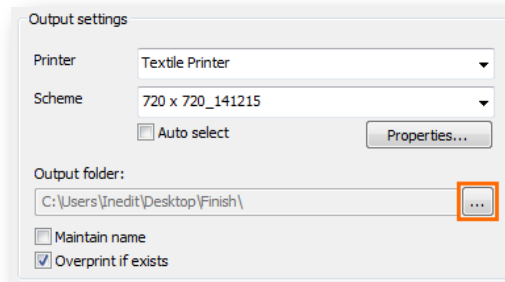 Output settings
Printer
Textile Printer
Scheme
720 x 720_141215
Auto select
Properties...
Output folder:
C:\Users\Inedit\Desktop\Finish\
...
Maintain name
Overprint if exists